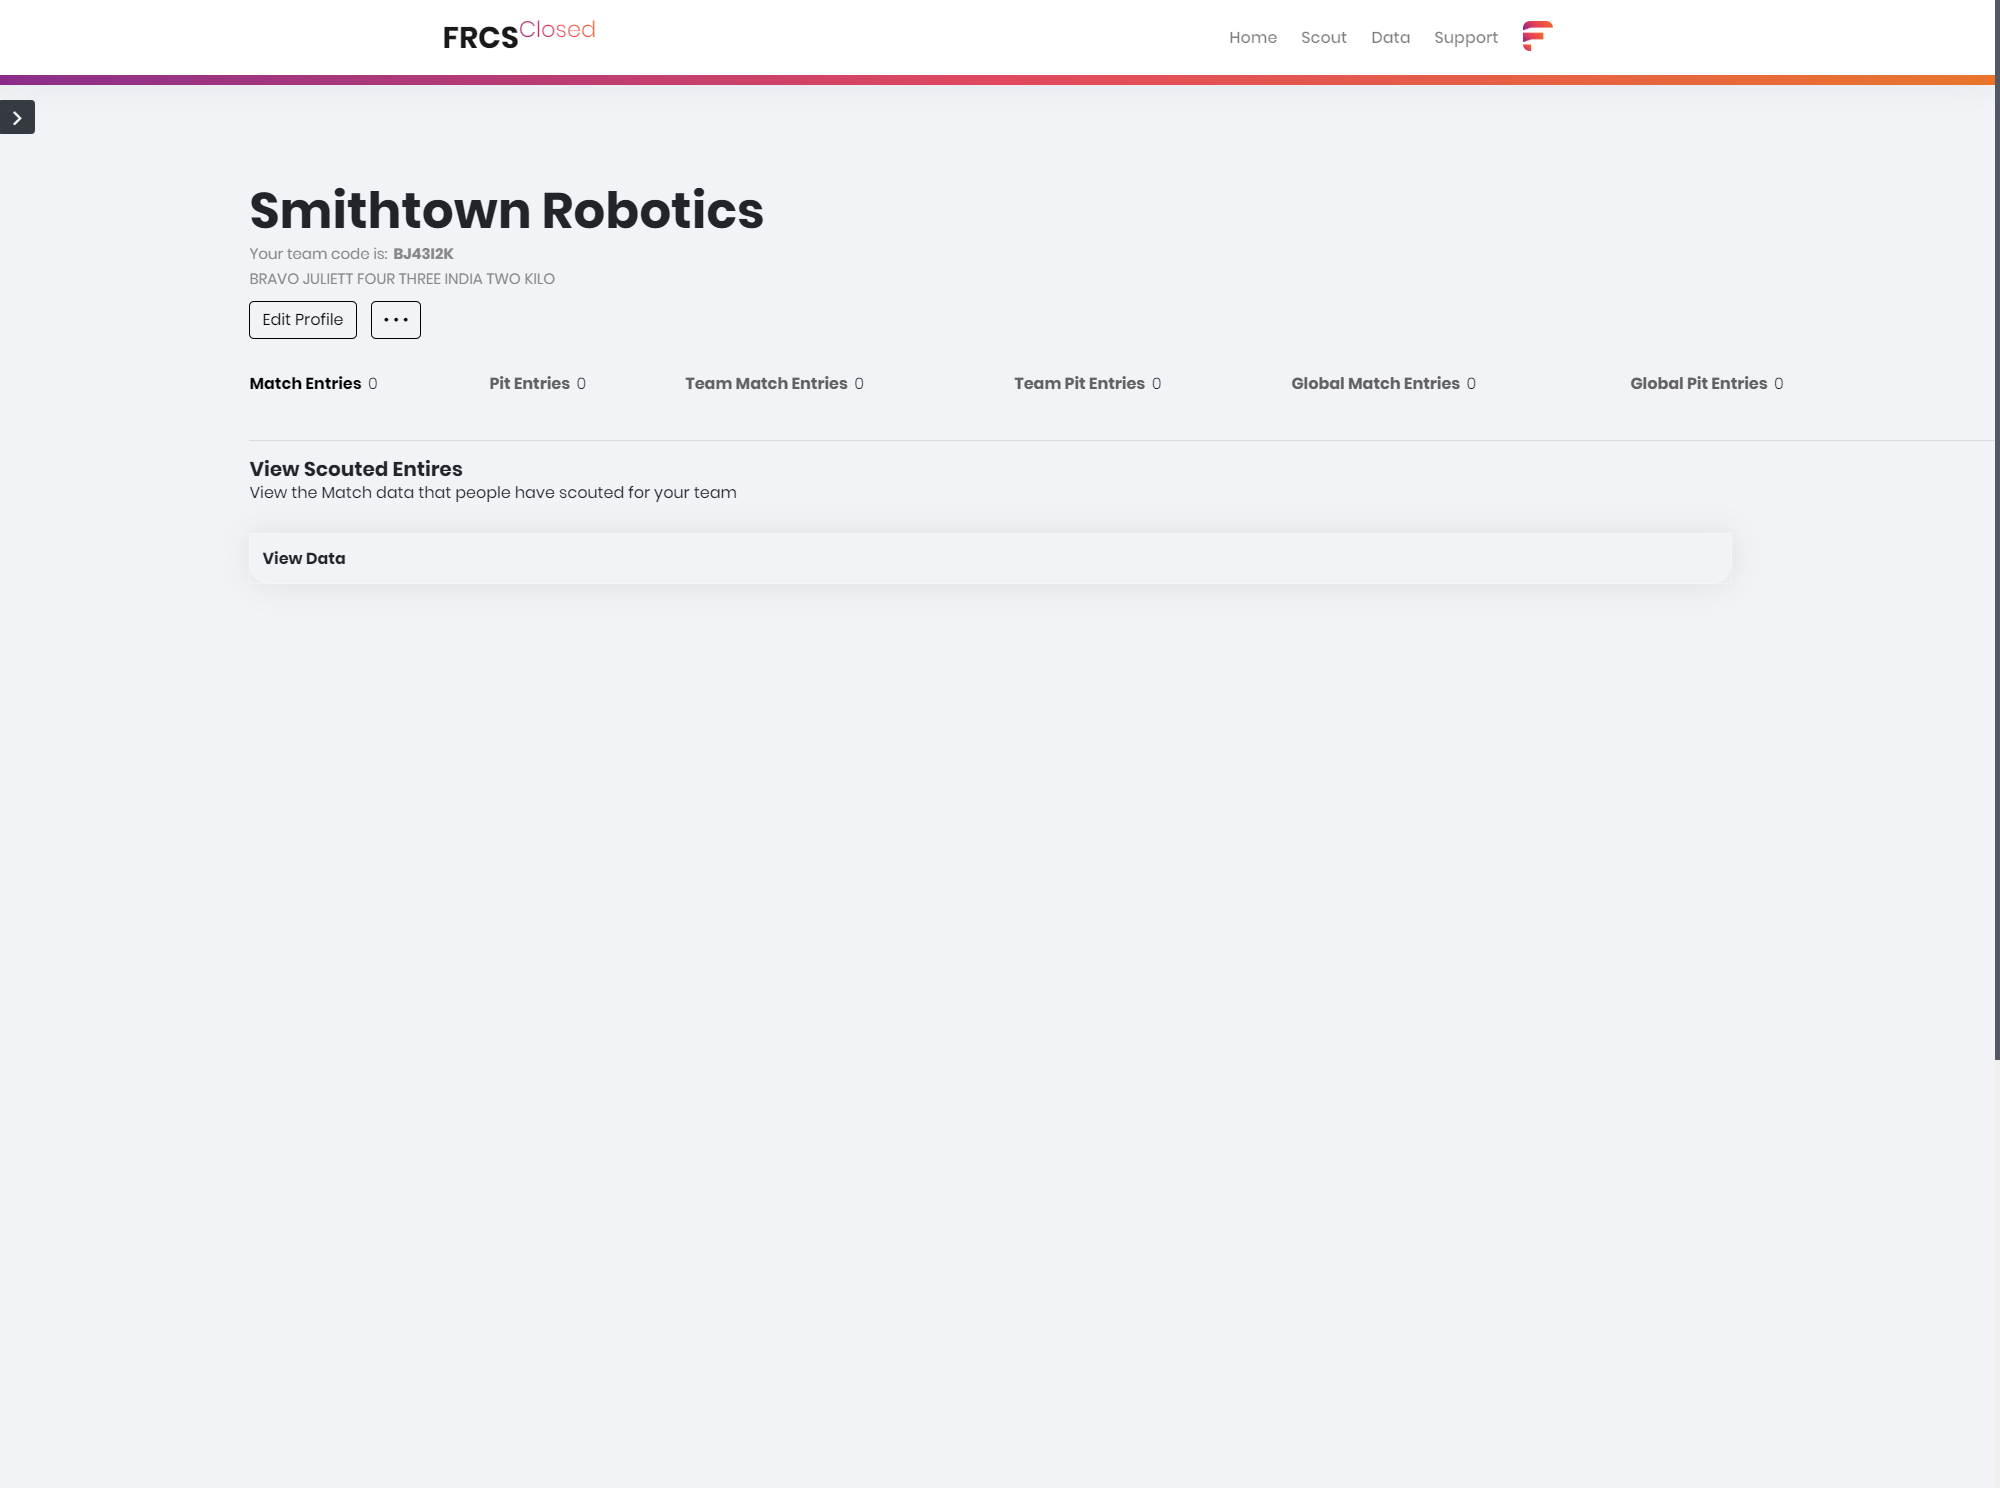 FRCSClosed
Home Scout Data Support
Smithtown Robotics
Your team code is: BJ43I2K
BRAVO JULIETT FOUR THREE INDIA TWO KILO
Edit Profile
Match Entries 0 Pit Entries 0 Team Match Entries 0 Team Pit Entries 0 Global Match Entries 0 Global Pit Entries 0
View Scouted Entires
View the Match data that people have scouted for your team
View Data